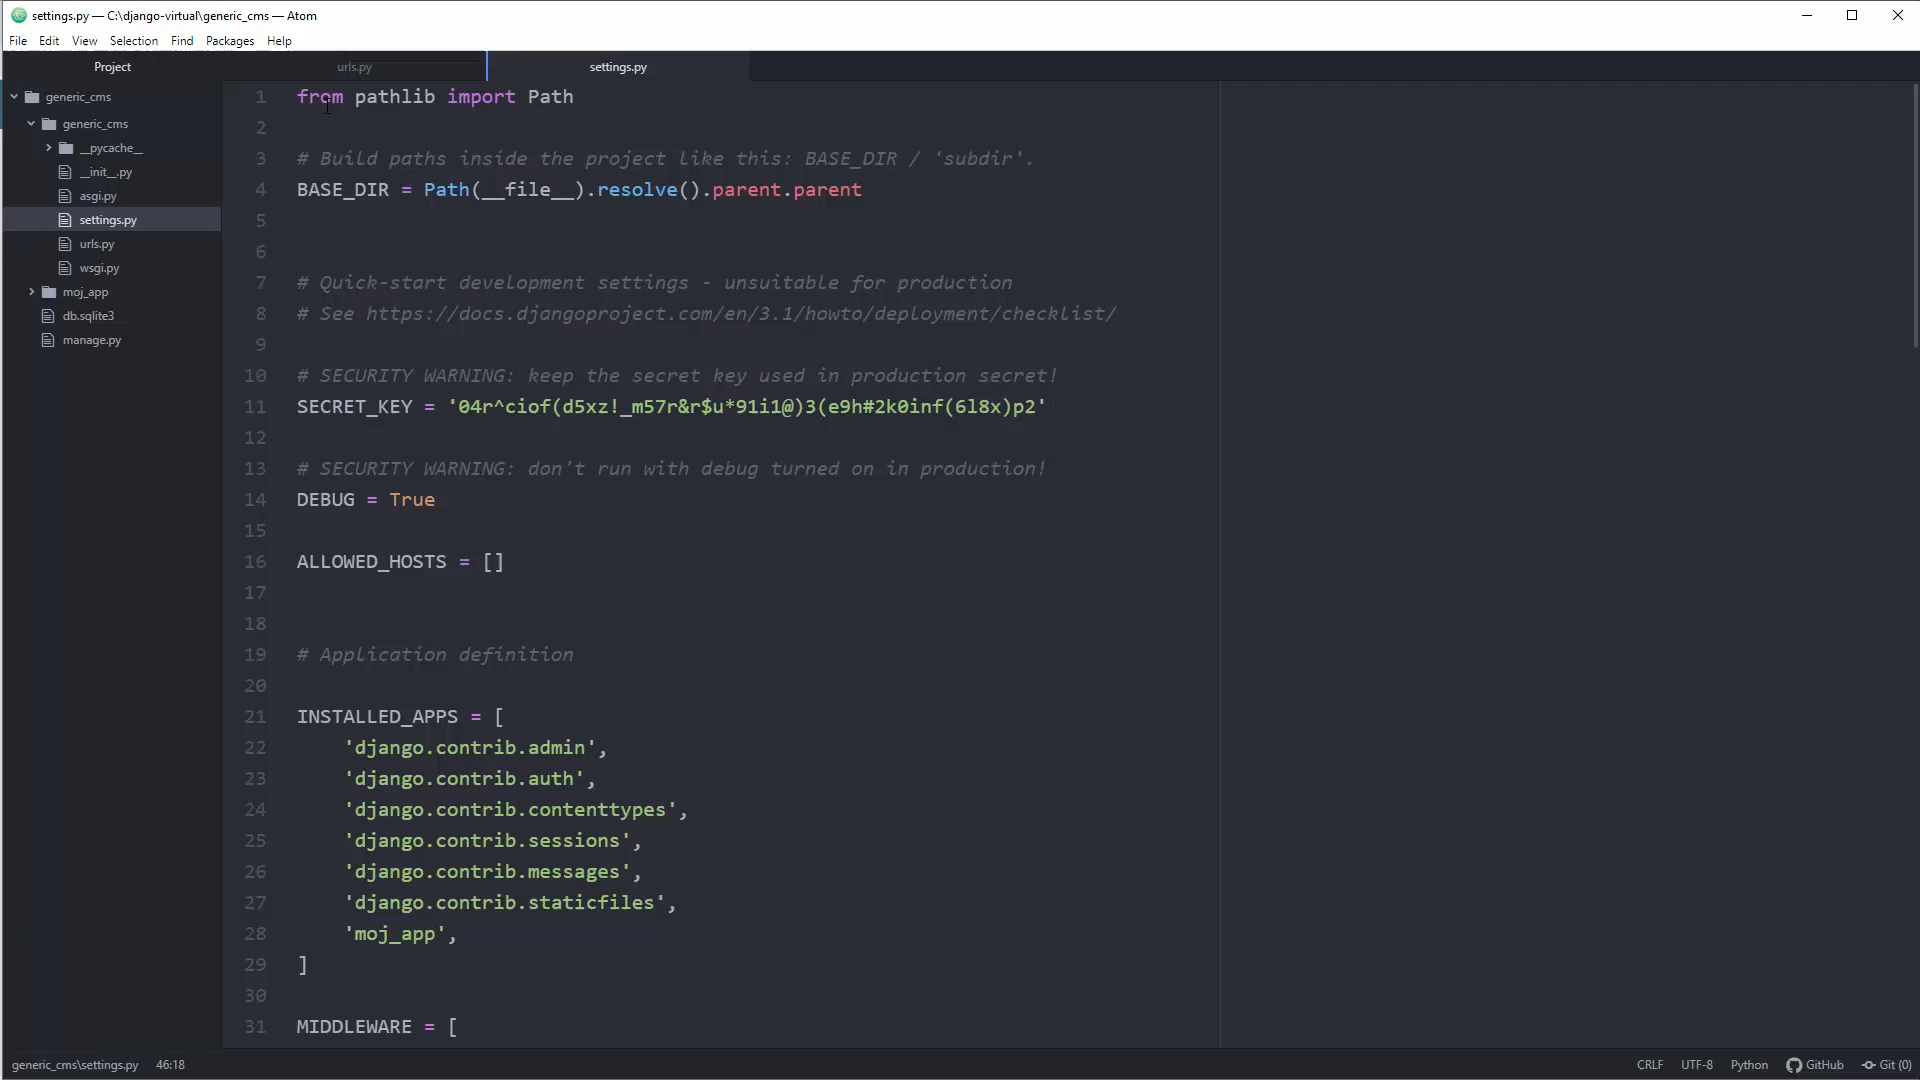 settings.py — C:\django-virtual\generic_cms — Atom
File Edit View Selection Find Packages Help
Project
urls.py
settings.py
generic_cms
generic_cms
__pycache__
__init__.py
asgi.py
settings.py
urls.py
wsgi.py
moj_app
db.sqlite3
manage.py
1 from pathlib import Path
2
3 # Build paths inside the project like this: BASE_DIR / 'subdir'.
4 BASE_DIR = Path(__file__).resolve().parent.parent
5
6
7 # Quick-start development settings - unsuitable for production
8 # See https://docs.djangoproject.com/en/3.1/howto/deployment/checklist/
9
10 # SECURITY WARNING: keep the secret key used in production secret!
11 SECRET_KEY = '04r^ciof(d5xz!_m57r&r$u*91i1@)3(e9h#2k0inf(6l8x)p2'
12
13 # SECURITY WARNING: don't run with debug turned on in production!
14 DEBUG = True
15
16 ALLOWED_HOSTS = []
17
18
19 # Application definition
20
21 INSTALLED_APPS = [
22 'django.contrib.admin',
23 'django.contrib.auth',
24 'django.contrib.contenttypes',
25 'django.contrib.sessions',
26 'django.contrib.messages',
27 'django.contrib.staticfiles',
28 'moj_app',
29 ]
30
31 MIDDLEWARE = [
generic_cms\settings.py 46:18
CRLF UTF-8 Python GitHub Git (0)